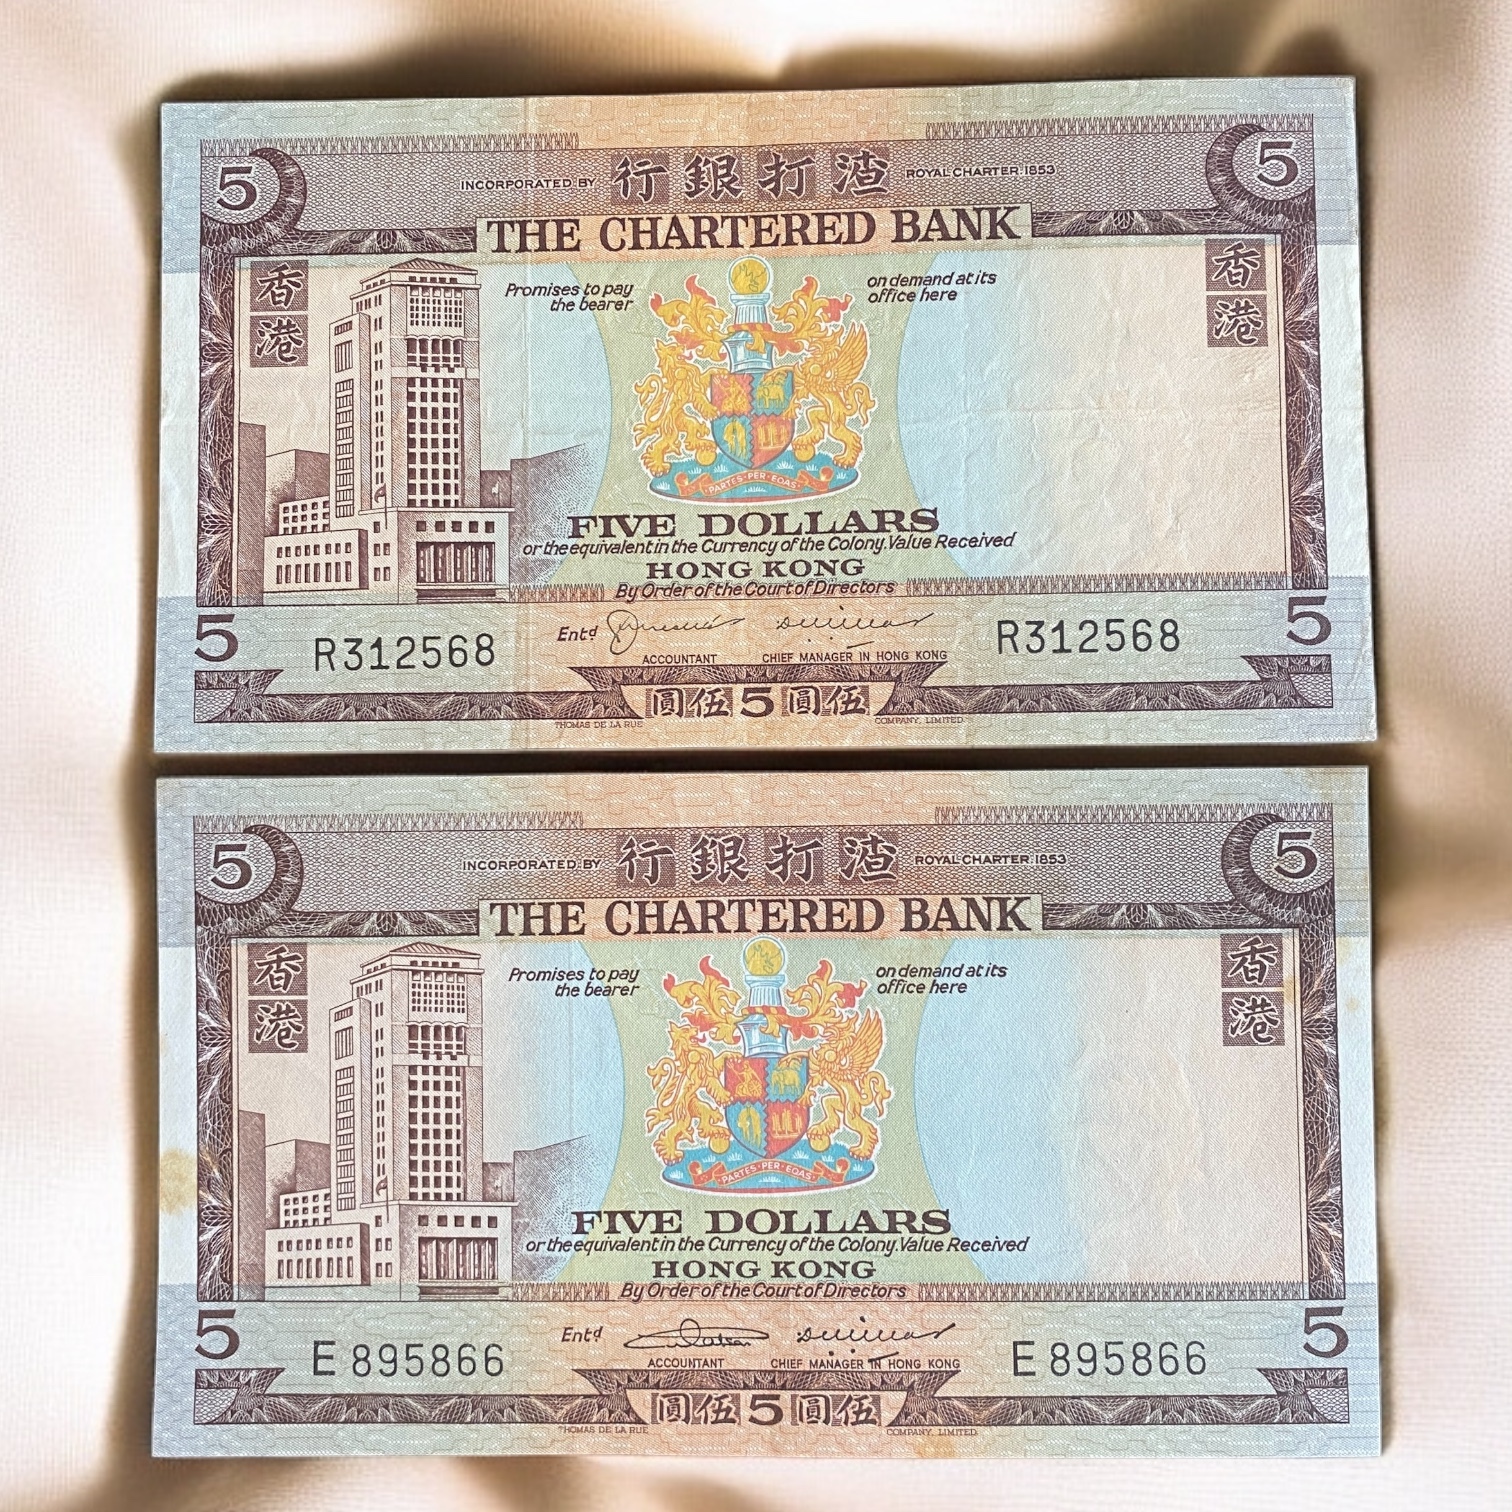 5 行銀打渣 5
INCORPORATED BY ROYAL CHARTER 1853
THE CHARTERED BANK
香港 香港
Promises to pay on demand at its
the bearer office here
PARTES·PER·EQAS
FIVE DOLLARS
or the equivalent in the Currency of the Colony. Value Received
HONG KONG
By Order of the Court of Directors
5 5
R312568 Entd R312568
ACCOUNTANT CHIEF MANAGER IN HONG KONG
圓伍5圓伍
THOMAS DE LA RUE COMPANY, LIMITED.
5 行銀打渣 5
INCORPORATED BY ROYAL CHARTER 1853
THE CHARTERED BANK
香港 香港
Promises to pay on demand at its
the bearer office here
PARTES·PER·EQAS
FIVE DOLLARS
or the equivalent in the Currency of the Colony. Value Received
HONG KONG
By Order of the Court of Directors
5 5
E 895866 Entd E 895866
ACCOUNTANT CHIEF MANAGER IN HONG KONG
圓伍5圓伍
THOMAS DE LA RUE COMPANY, LIMITED.